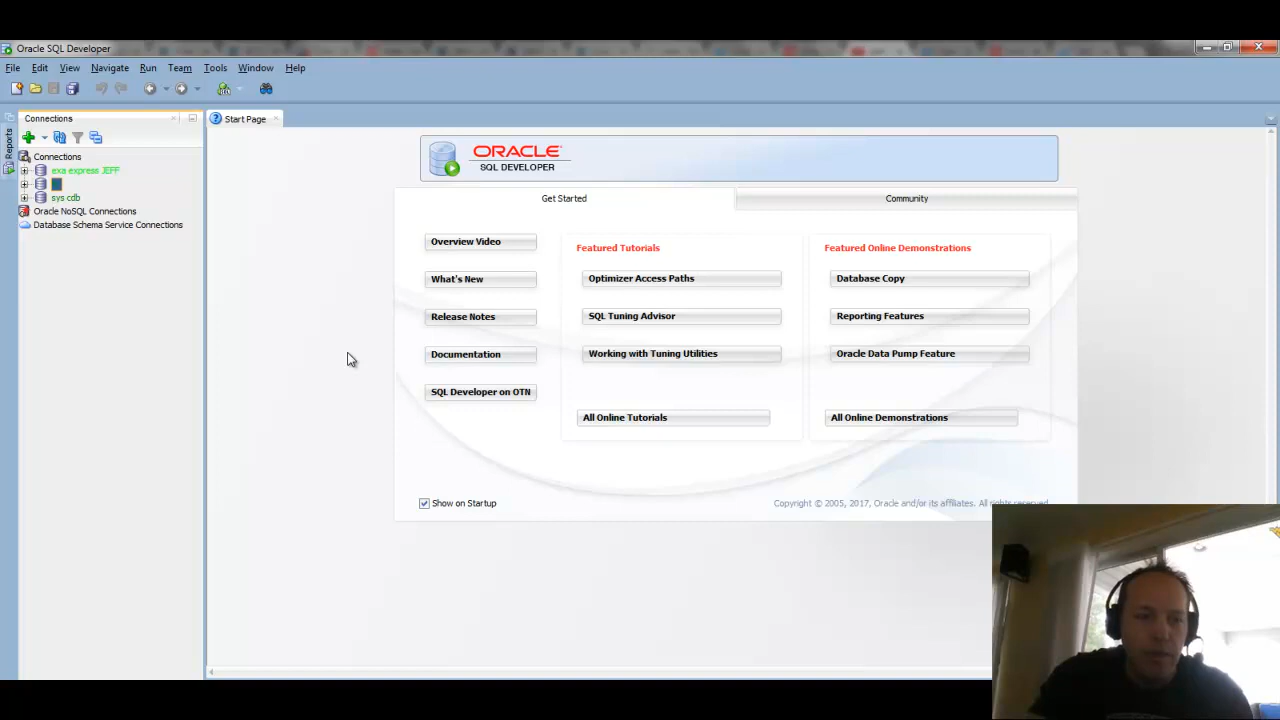 Oracle SQL Developer
File Edit View Navigate Run Team Tools Window Help
Connections
Start Page
Reports
Connections
exa express JEFF
sys cdb
Oracle NoSQL Connections
Database Schema Service Connections
ORACLE
SQL DEVELOPER
Get Started
Community
Overview Video
What's New
Release Notes
Documentation
SQL Developer on OTN
Featured Tutorials
Optimizer Access Paths
SQL Tuning Advisor
Working with Tuning Utilities
All Online Tutorials
Featured Online Demonstrations
Database Copy
Reporting Features
Oracle Data Pump Feature
All Online Demonstrations
Show on Startup
Copyright © 2005, 2017, Oracle and/or its affiliates. All rights reserved.